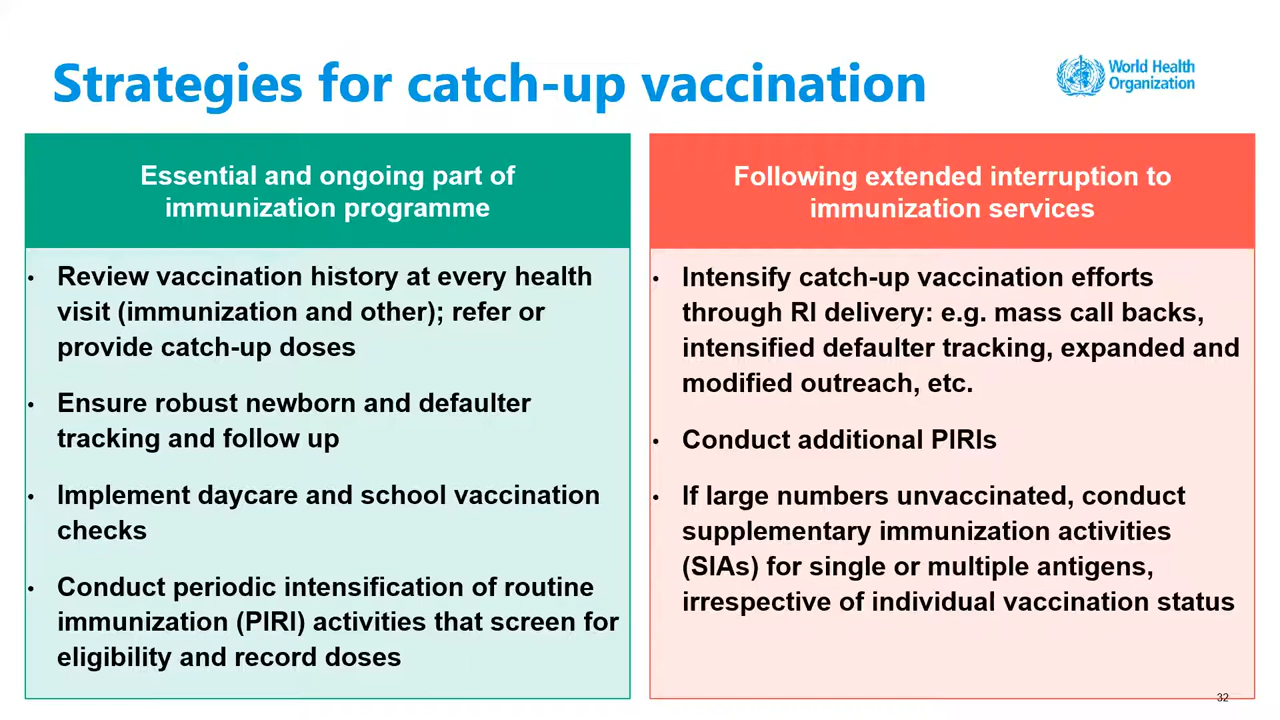 Strategies for catch-up vaccination
World Health
Organization
Essential and ongoing part of
immunization programme
• Review vaccination history at every health
visit (immunization and other); refer or
provide catch-up doses
• Ensure robust newborn and defaulter
tracking and follow up
• Implement daycare and school vaccination
checks
• Conduct periodic intensification of routine
immunization (PIRI) activities that screen for
eligibility and record doses
Following extended interruption to
immunization services
• Intensify catch-up vaccination efforts
through RI delivery: e.g. mass call backs,
intensified defaulter tracking, expanded and
modified outreach, etc.
• Conduct additional PIRIs
• If large numbers unvaccinated, conduct
supplementary immunization activities
(SIAs) for single or multiple antigens,
irrespective of individual vaccination status
32